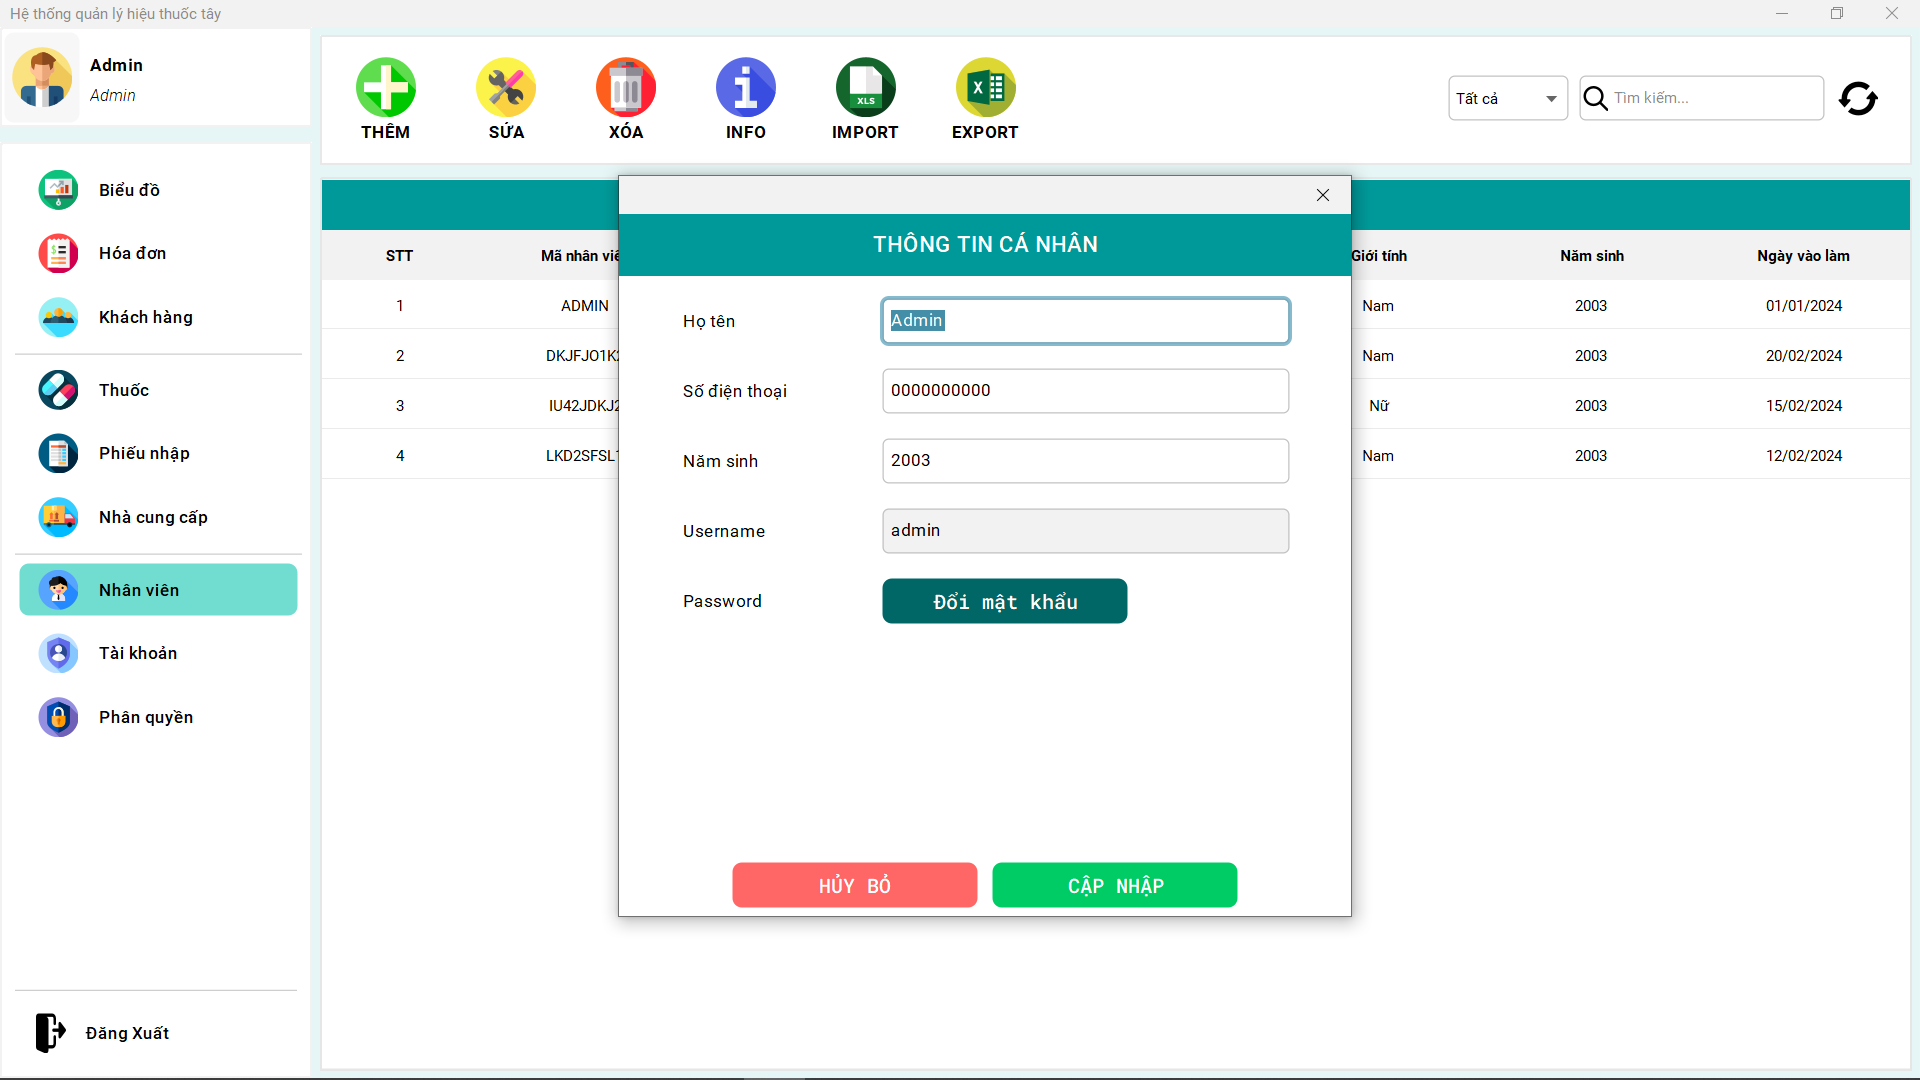 Hệ thống quản lý hiệu thuốc tây
Admin
Admin
THÊM
SỨA
XÓA
INFO
XLS
IMPORT
X
EXPORT
Tất cả
Tìm kiếm...
Biểu đồ
Hóa đơn
Khách hàng
Thuốc
Phiếu nhập
Nhà cung cấp
Nhân viên
Tài khoản
Phân quyền
Đăng Xuất
STT Mã nhân viê Giới tính Năm sinh Ngày vào làm
1 ADMIN Nam 2003 01/01/2024
2 DKJFJO1K2 Nam 2003 20/02/2024
3 IU42JDKJ2 Nữ 2003 15/02/2024
4 LKD2SFSL1 Nam 2003 12/02/2024
THÔNG TIN CÁ NHÂN
Họ tên Admin
Số điện thoại 0000000000
Năm sinh 2003
Username admin
Password Đổi mật khẩu
HỦY BỎ CẬP NHẬP